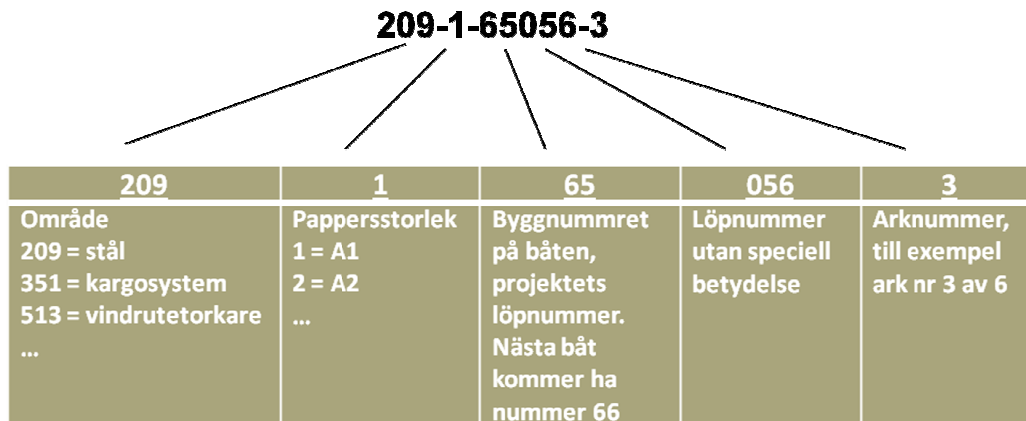 209-1-65056-3
209
1
65
056
3
Område
209 = stål
351 = kargosystem
513 = vindrutetorkare
...
Pappersstorlek
1 = A1
2 = A2
...
Byggnummret
på båten,
projektets
löpnummer.
Nästa båt
kommer ha
nummer 66
Löpnummer
utan speciell
betydelse
Arknummer,
till exempel
ark nr 3 av 6